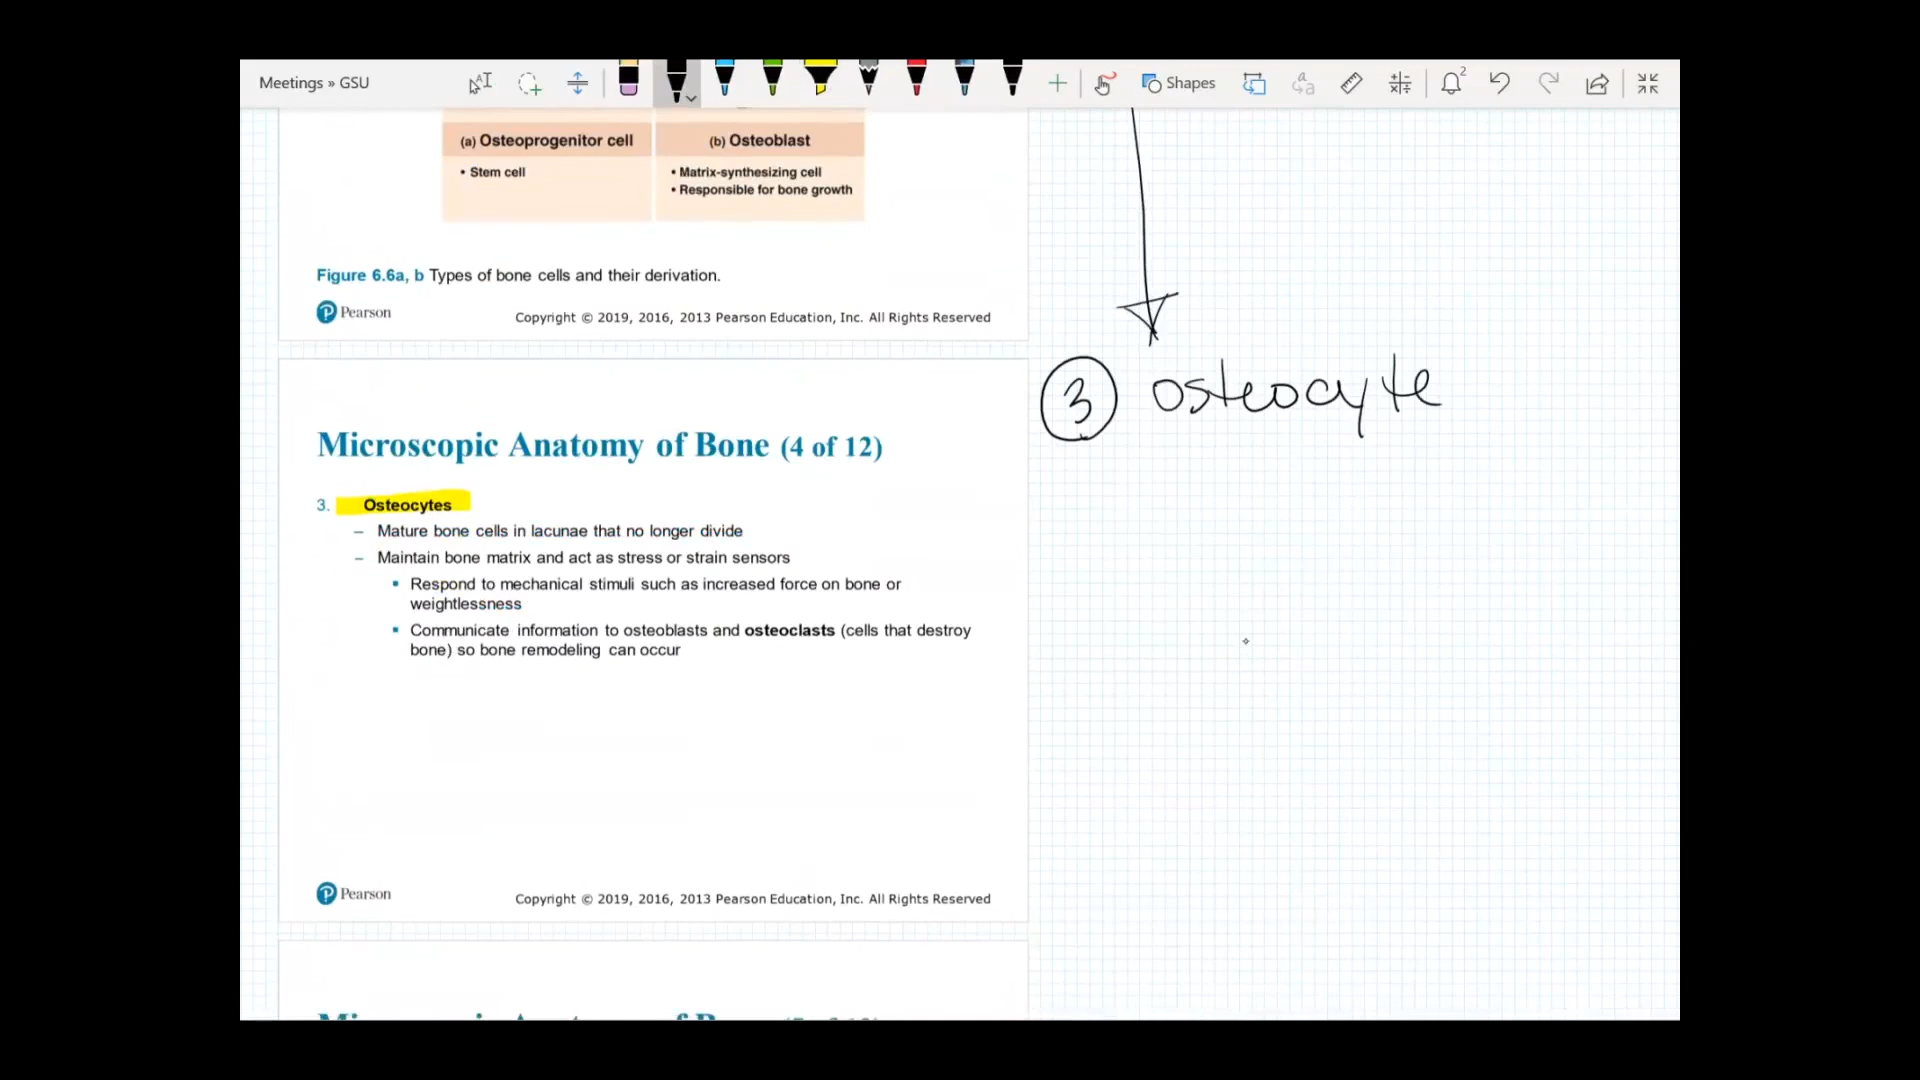 Meetings » GSU
Shapes
2
(a) Osteoprogenitor cell
• Stem cell
(b) Osteoblast
• Matrix-synthesizing cell
• Responsible for bone growth
Figure 6.6a, b Types of bone cells and their derivation.
Pearson
Copyright © 2019, 2016, 2013 Pearson Education, Inc. All Rights Reserved
3 osteocyte
Microscopic Anatomy of Bone (4 of 12)
3. Osteocytes
– Mature bone cells in lacunae that no longer divide
– Maintain bone matrix and act as stress or strain sensors
▪ Respond to mechanical stimuli such as increased force on bone or
weightlessness
▪ Communicate information to osteoblasts and osteoclasts (cells that destroy
bone) so bone remodeling can occur
Pearson
Copyright © 2019, 2016, 2013 Pearson Education, Inc. All Rights Reserved